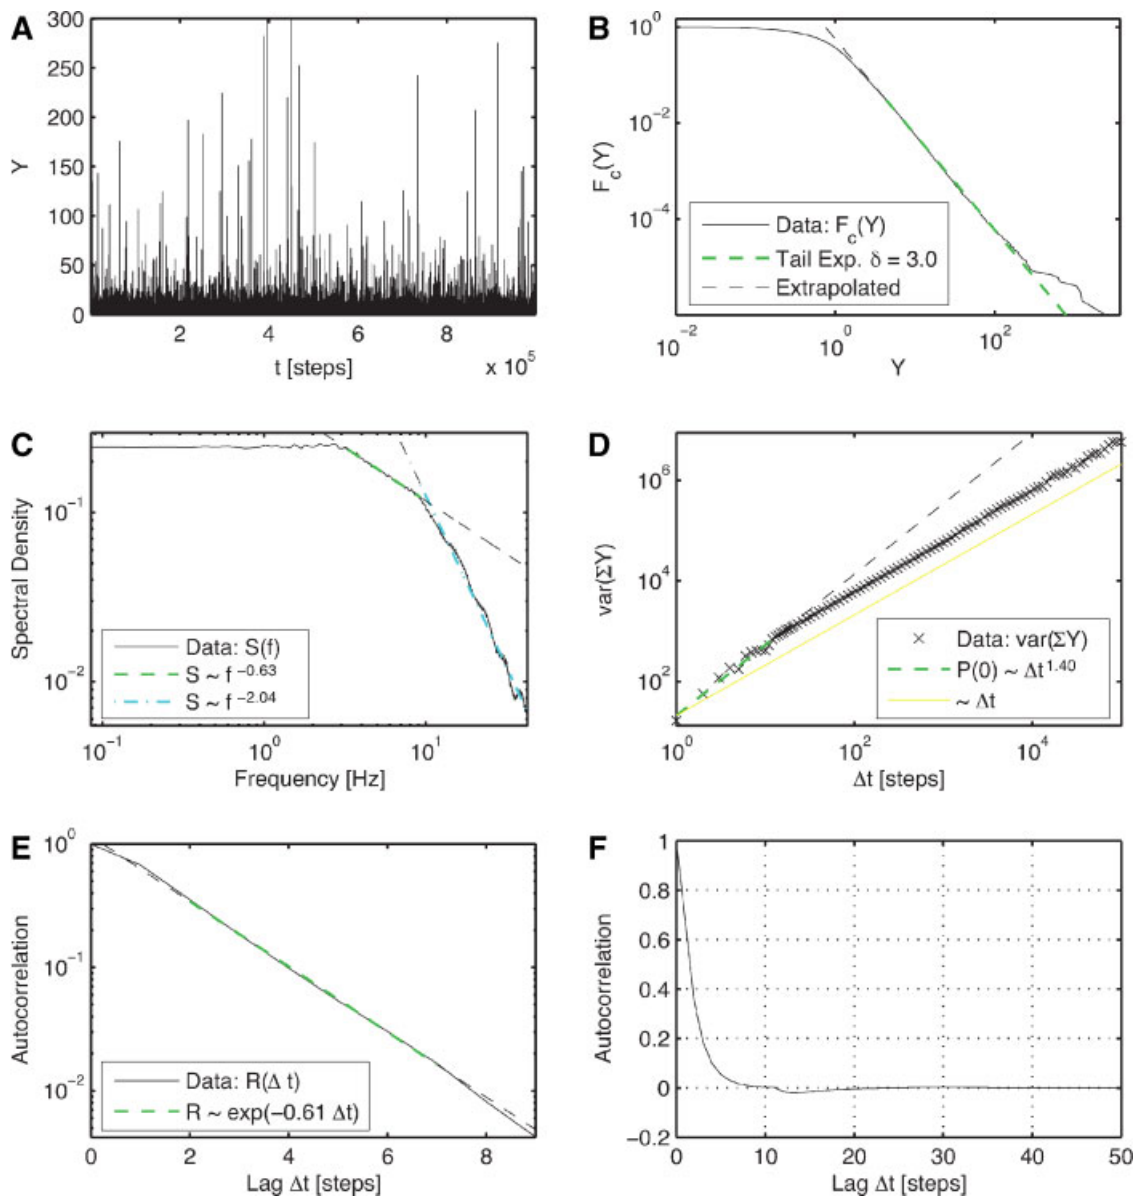 A
300
250
200
150
100
50
0
Y
2 4 6 8 10
t [steps]
x 10^5
B
10^0
10^-2
10^-4
F_c(Y)
Data: F_c(Y)
Tail Exp. δ = 3.0
Extrapolated
10^-2 10^0 10^2
Y
C
10^-1
10^-2
Spectral Density
Data: S(f)
S ~ f^-0.63
S ~ f^-2.04
10^-1 10^0 10^1
Frequency [Hz]
D
10^6
10^4
10^2
var(ΣY)
Data: var(ΣY)
P(0) ~ Δt^1.40
~ Δt
10^0 10^2 10^4
Δt [steps]
E
10^0
10^-1
10^-2
Autocorrelation
Data: R(Δ t)
R ~ exp(−0.61 Δt)
0 2 4 6 8
Lag Δt [steps]
F
1
0.8
0.6
0.4
0.2
0
−0.2
Autocorrelation
0 10 20 30 40 50
Lag Δt [steps]